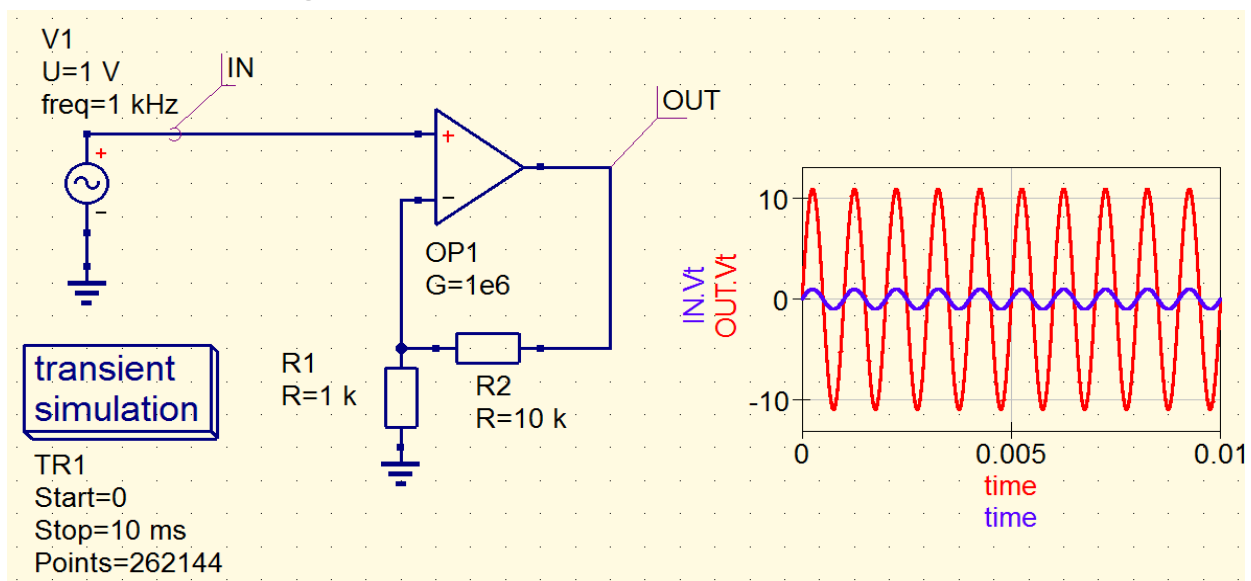 V1
U=1 V
freq=1 kHz
IN
+
−
+
−
OP1
G=1e6
OUT
R1
R=1 k
R2
R=10 k
transient
simulation
TR1
Start=0
Stop=10 ms
Points=262144
IN.Vt
OUT.Vt
10
0
-10
0
0.005
0.01
time
time